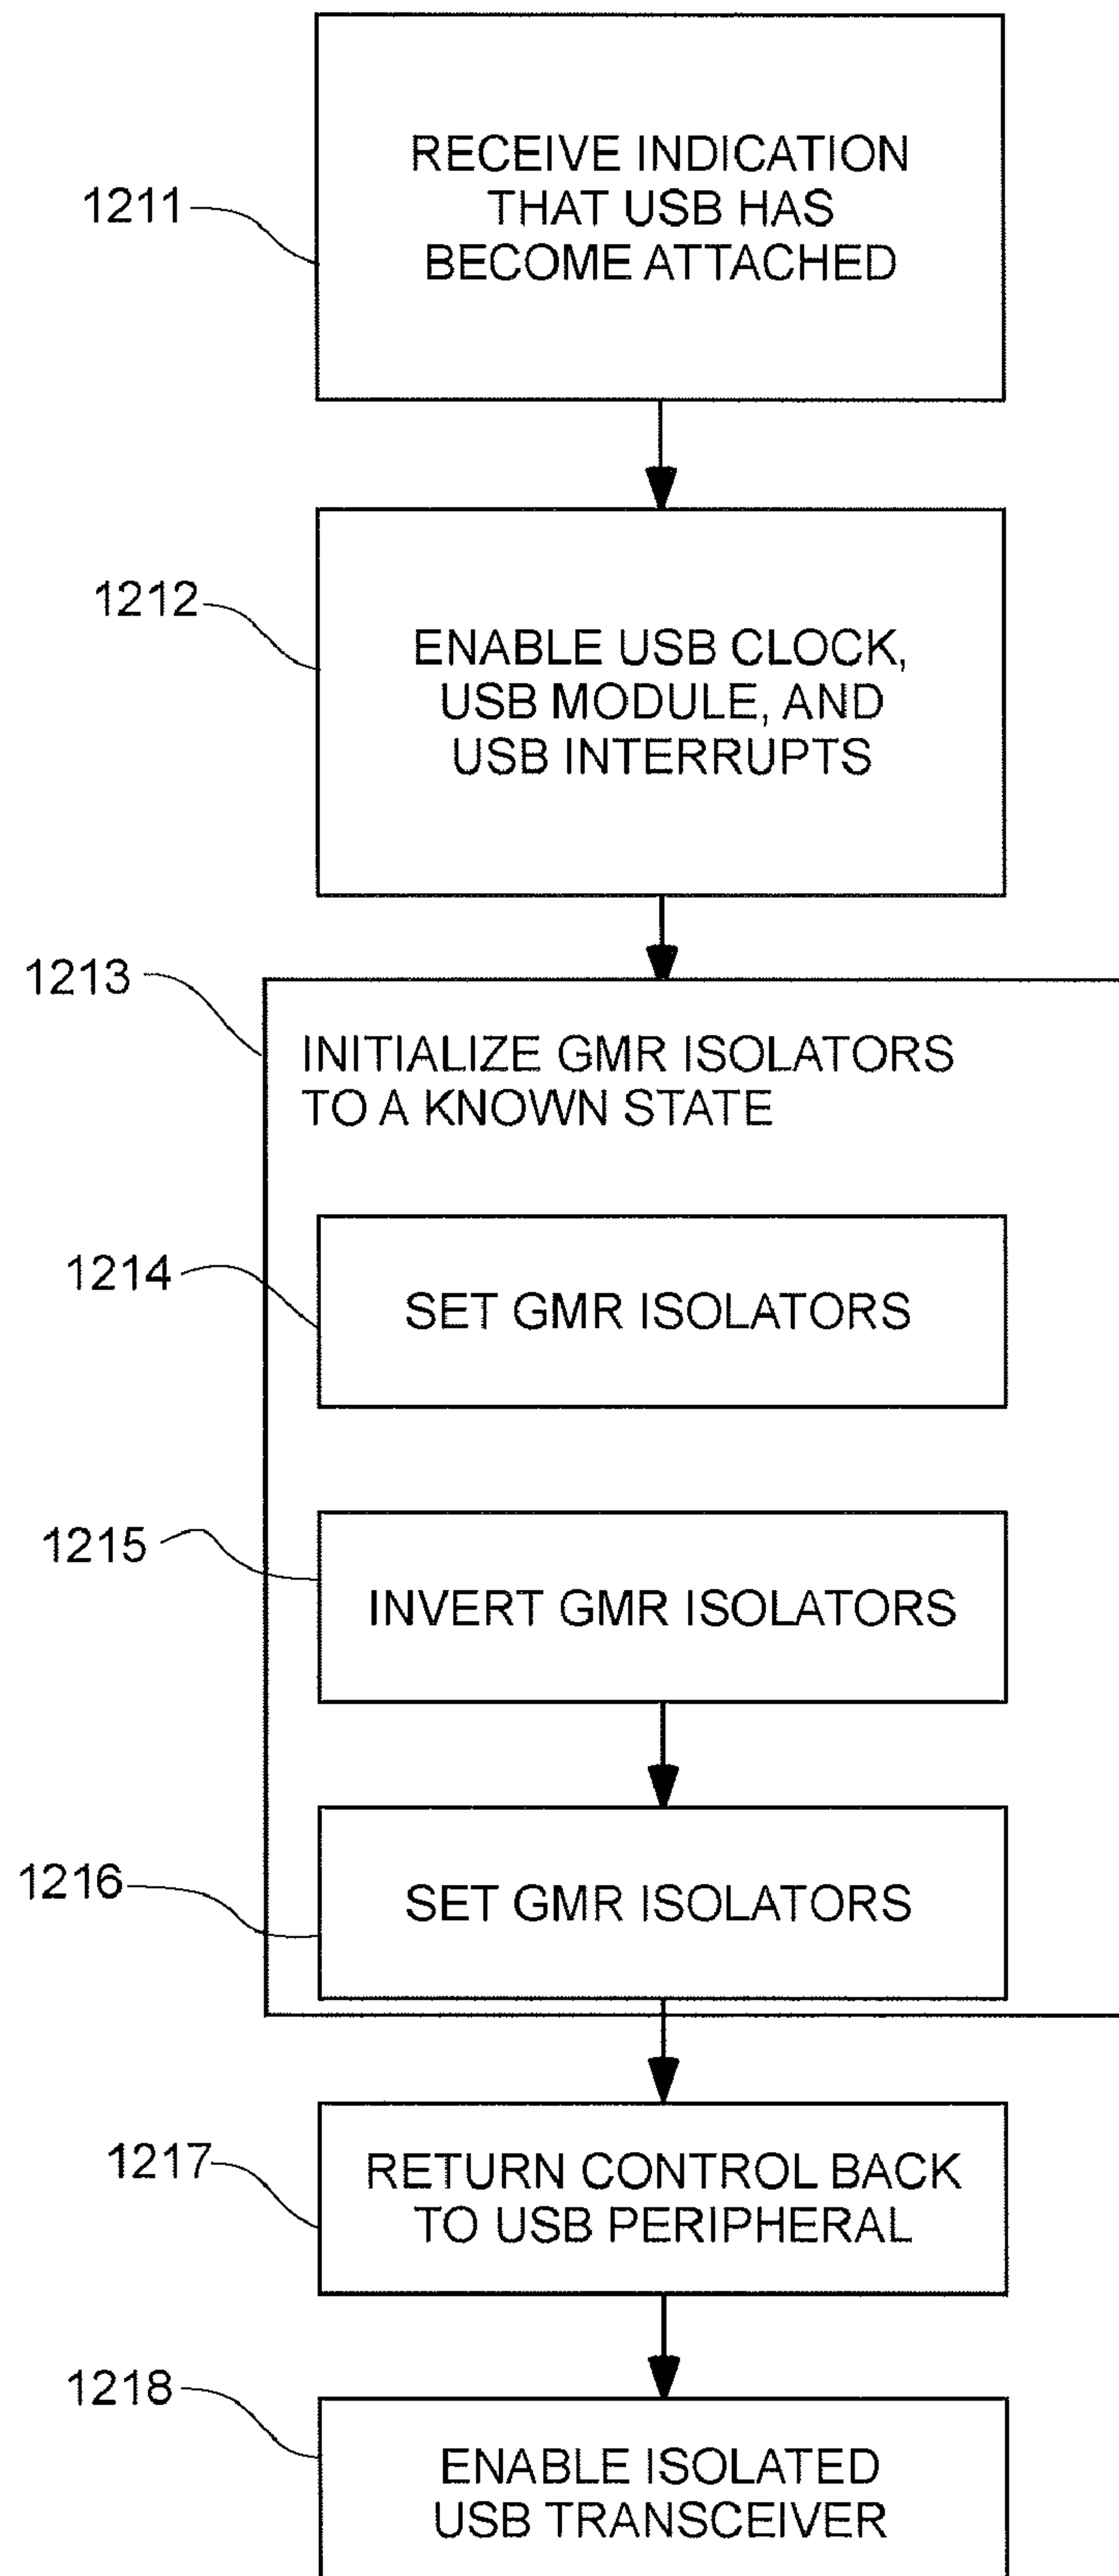 1211
RECEIVE INDICATION
THAT USB HAS
BECOME ATTACHED
1212
ENABLE USB CLOCK,
USB MODULE, AND
USB INTERRUPTS
1213
INITIALIZE GMR ISOLATORS
TO A KNOWN STATE
1214
SET GMR ISOLATORS
1215
INVERT GMR ISOLATORS
1216
SET GMR ISOLATORS
1217
RETURN CONTROL BACK
TO USB PERIPHERAL
1218
ENABLE ISOLATED
USB TRANSCEIVER